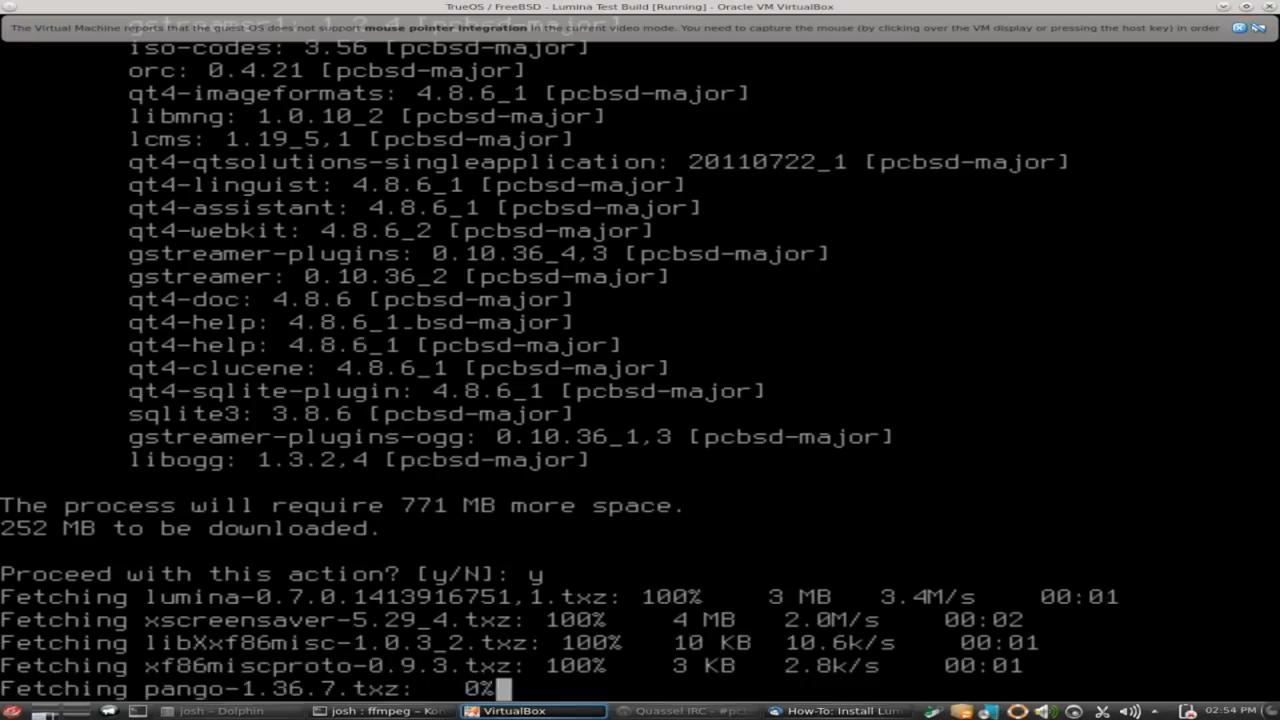 TrueOS / FreeBSD - Lumina Test Build [Running] - Oracle VM VirtualBox
The Virtual Machine reports that the guest OS does not support mouse pointer integration in the current video mode. You need to capture the mouse (by clicking over the VM display or pressing the host key) in order
iso-codes: 3.56 [pcbsd-major]
orc: 0.4.21 [pcbsd-major]
qt4-imageformats: 4.8.6_1 [pcbsd-major]
libmng: 1.0.10_2 [pcbsd-major]
lcms: 1.19_5,1 [pcbsd-major]
qt4-qtsolutions-singleapplication: 20110722_1 [pcbsd-major]
qt4-linguist: 4.8.6_1 [pcbsd-major]
qt4-assistant: 4.8.6_1 [pcbsd-major]
qt4-webkit: 4.8.6_2 [pcbsd-major]
gstreamer-plugins: 0.10.36_4,3 [pcbsd-major]
gstreamer: 0.10.36_2 [pcbsd-major]
qt4-doc: 4.8.6 [pcbsd-major]
qt4-help: 4.8.6_1_bsd-major]
qt4-help: 4.8.6_1 [pcbsd-major]
qt4-clucene: 4.8.6_1 [pcbsd-major]
qt4-sqlite-plugin: 4.8.6_1 [pcbsd-major]
sqlite3: 3.8.6 [pcbsd-major]
gstreamer-plugins-ogg: 0.10.36_1,3 [pcbsd-major]
libogg: 1.3.2,4 [pcbsd-major]
The process will require 771 MB more space.
252 MB to be downloaded.
Proceed with this action? [y/N]: y
Fetching lumina-0.7.0.1413916751,1.txz: 100% 3 MB 3.4M/s 00:01
Fetching xscreensaver-5.29_4.txz: 100% 4 MB 2.0M/s 00:02
Fetching libXxf86misc-1.0.3_2.txz: 100% 10 KB 10.6k/s 00:01
Fetching xf86miscproto-0.9.3.txz: 100% 3 KB 2.8k/s 00:01
Fetching pango-1.36.7.txz: 0%
josh - Dolphin
josh : ffmpeg - Kon
VirtualBox
Quassel IRC - #pc
How-To: Install Lum
02:54 PM